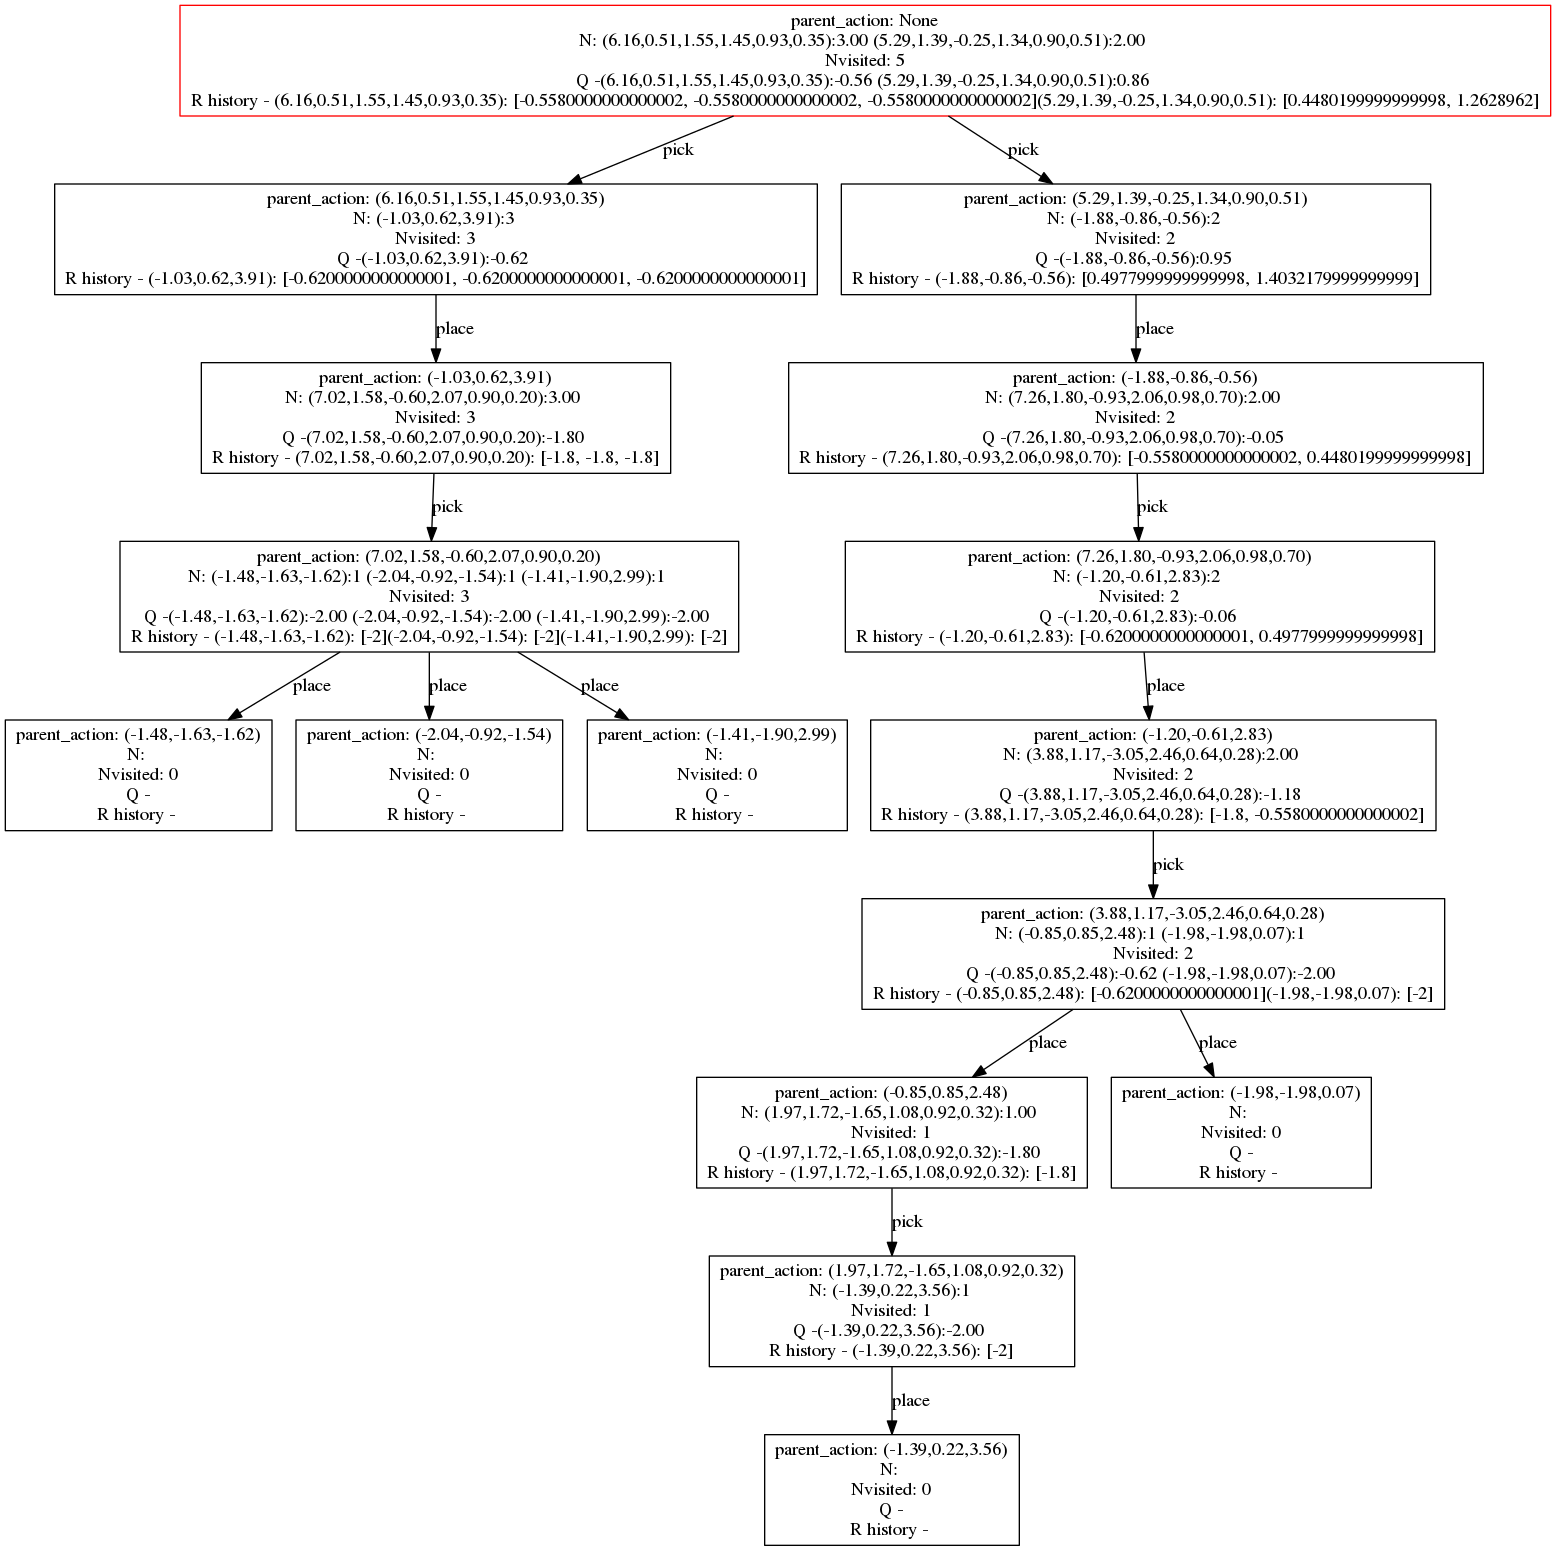 parent_action: None
N: (6.16,0.51,1.55,1.45,0.93,0.35):3.00 (5.29,1.39,-0.25,1.34,0.90,0.51):2.00
Nvisited: 5
Q -(6.16,0.51,1.55,1.45,0.93,0.35):-0.56 (5.29,1.39,-0.25,1.34,0.90,0.51):0.86
R history - (6.16,0.51,1.55,1.45,0.93,0.35): [-0.5580000000000002, -0.5580000000000002, -0.5580000000000002](5.29,1.39,-0.25,1.34,0.90,0.51): [0.4480199999999998, 1.2628962]
pick
pick
parent_action: (6.16,0.51,1.55,1.45,0.93,0.35)
N: (-1.03,0.62,3.91):3
Nvisited: 3
Q -(-1.03,0.62,3.91):-0.62
R history - (-1.03,0.62,3.91): [-0.6200000000000001, -0.6200000000000001, -0.6200000000000001]
parent_action: (5.29,1.39,-0.25,1.34,0.90,0.51)
N: (-1.88,-0.86,-0.56):2
Nvisited: 2
Q -(-1.88,-0.86,-0.56):0.95
R history - (-1.88,-0.86,-0.56): [0.4977999999999998, 1.4032179999999999]
place
place
parent_action: (-1.03,0.62,3.91)
N: (7.02,1.58,-0.60,2.07,0.90,0.20):3.00
Nvisited: 3
Q -(7.02,1.58,-0.60,2.07,0.90,0.20):-1.80
R history - (7.02,1.58,-0.60,2.07,0.90,0.20): [-1.8, -1.8, -1.8]
parent_action: (-1.88,-0.86,-0.56)
N: (7.26,1.80,-0.93,2.06,0.98,0.70):2.00
Nvisited: 2
Q -(7.26,1.80,-0.93,2.06,0.98,0.70):-0.05
R history - (7.26,1.80,-0.93,2.06,0.98,0.70): [-0.5580000000000002, 0.4480199999999998]
pick
pick
parent_action: (7.02,1.58,-0.60,2.07,0.90,0.20)
N: (-1.48,-1.63,-1.62):1 (-2.04,-0.92,-1.54):1 (-1.41,-1.90,2.99):1
Nvisited: 3
Q -(-1.48,-1.63,-1.62):-2.00 (-2.04,-0.92,-1.54):-2.00 (-1.41,-1.90,2.99):-2.00
R history - (-1.48,-1.63,-1.62): [-2](-2.04,-0.92,-1.54): [-2](-1.41,-1.90,2.99): [-2]
parent_action: (7.26,1.80,-0.93,2.06,0.98,0.70)
N: (-1.20,-0.61,2.83):2
Nvisited: 2
Q -(-1.20,-0.61,2.83):-0.06
R history - (-1.20,-0.61,2.83): [-0.6200000000000001, 0.4977999999999998]
place
place
place
place
parent_action: (-1.48,-1.63,-1.62)
N:
Nvisited: 0
Q -
R history -
parent_action: (-2.04,-0.92,-1.54)
N:
Nvisited: 0
Q -
R history -
parent_action: (-1.41,-1.90,2.99)
N:
Nvisited: 0
Q -
R history -
parent_action: (-1.20,-0.61,2.83)
N: (3.88,1.17,-3.05,2.46,0.64,0.28):2.00
Nvisited: 2
Q -(3.88,1.17,-3.05,2.46,0.64,0.28):-1.18
R history - (3.88,1.17,-3.05,2.46,0.64,0.28): [-1.8, -0.5580000000000002]
pick
parent_action: (3.88,1.17,-3.05,2.46,0.64,0.28)
N: (-0.85,0.85,2.48):1 (-1.98,-1.98,0.07):1
Nvisited: 2
Q -(-0.85,0.85,2.48):-0.62 (-1.98,-1.98,0.07):-2.00
R history - (-0.85,0.85,2.48): [-0.6200000000000001](-1.98,-1.98,0.07): [-2]
place
place
parent_action: (-0.85,0.85,2.48)
N: (1.97,1.72,-1.65,1.08,0.92,0.32):1.00
Nvisited: 1
Q -(1.97,1.72,-1.65,1.08,0.92,0.32):-1.80
R history - (1.97,1.72,-1.65,1.08,0.92,0.32): [-1.8]
parent_action: (-1.98,-1.98,0.07)
N:
Nvisited: 0
Q -
R history -
pick
parent_action: (1.97,1.72,-1.65,1.08,0.92,0.32)
N: (-1.39,0.22,3.56):1
Nvisited: 1
Q -(-1.39,0.22,3.56):-2.00
R history - (-1.39,0.22,3.56): [-2]
place
parent_action: (-1.39,0.22,3.56)
N:
Nvisited: 0
Q -
R history -